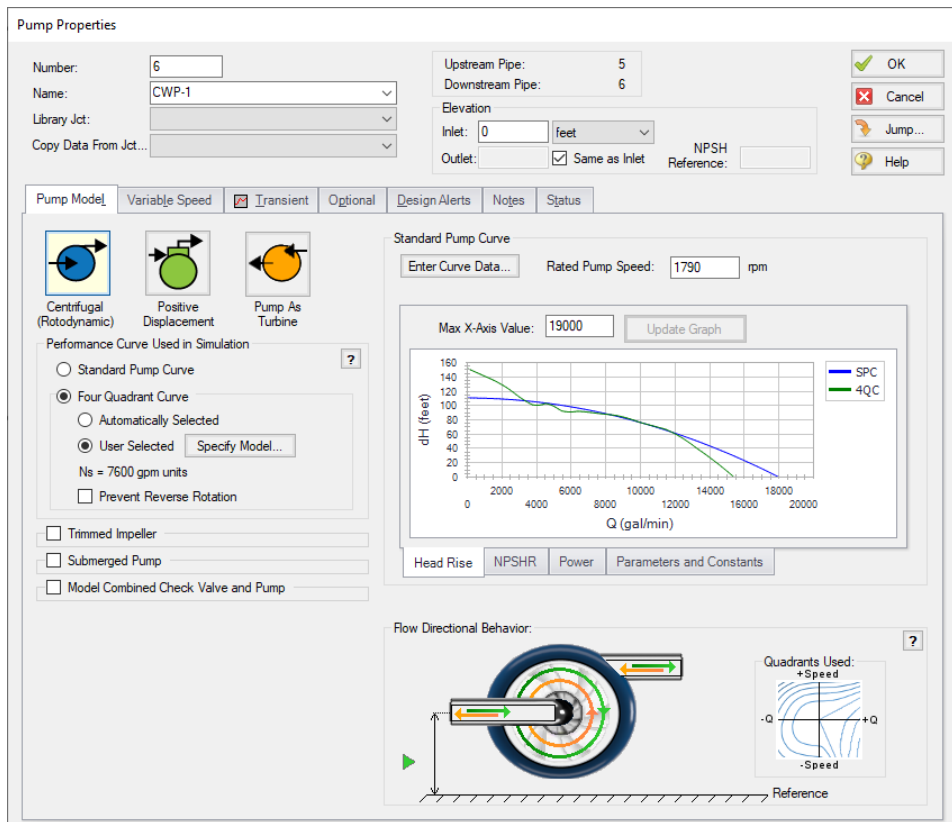 Pump Properties
Number: 6
Name: CWP-1
Library Jct:
Copy Data From Jct...
Upstream Pipe: 5
Downstream Pipe: 6
Elevation
Inlet: 0 feet
Outlet: Same as Inlet
NPSH
Reference:
OK
Cancel
Jump...
Help
Pump Model
Variable Speed
Transient
Optional
Design Alerts
Notes
Status
Centrifugal
(Rotodynamic)
Positive
Displacement
Pump As
Turbine
Performance Curve Used in Simulation
?
Standard Pump Curve
Four Quadrant Curve
Automatically Selected
User Selected Specify Model...
Ns = 7600 gpm units
Prevent Reverse Rotation
Trimmed Impeller
Submerged Pump
Model Combined Check Valve and Pump
Standard Pump Curve
Enter Curve Data... Rated Pump Speed: 1790 rpm
Max X-Axis Value: 19000 Update Graph
dH (feet)
160
140
120
100
80
60
40
20
0
2000 6000 10000 14000 18000
0 4000 8000 12000 16000 20000
Q (gal/min)
SPC
4QC
Head Rise
NPSHR
Power
Parameters and Constants
Flow Directional Behavior:
?
Quadrants Used:
+Speed
-Q +Q
-Speed
Reference